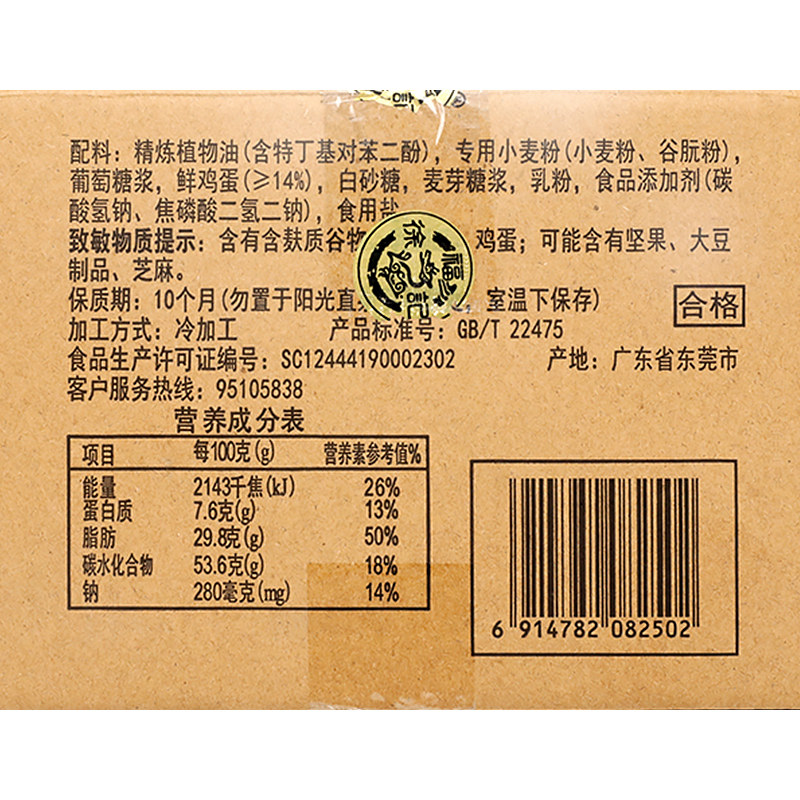 配料：精炼植物油(含特丁基对苯二酚)，专用小麦粉(小麦粉、谷朊粉)，
葡萄糖浆，鲜鸡蛋(≥14%)，白砂糖，麦芽糖浆，乳粉，食品添加剂(碳
酸氢钠、焦磷酸二氢二钠)，食用盐
致敏物质提示：含有含麸质谷物 鸡蛋；可能含有坚果、大豆
制品、芝麻。
保质期：10个月(勿置于阳光直 室温下保存)
合格
加工方式：冷加工 产品标准号：GB/T 22475
食品生产许可证编号：SC12444190002302 产地：广东省东莞市
客户服务热线：95105838
徐福记
营养成分表
项目 每100克(g) 营养素参考值%
能量 2143千焦(kJ) 26%
蛋白质 7.6克(g) 13%
脂肪 29.8克(g) 50%
碳水化合物 53.6克(g) 18%
钠 280毫克(mg) 14%
6 914782 082502